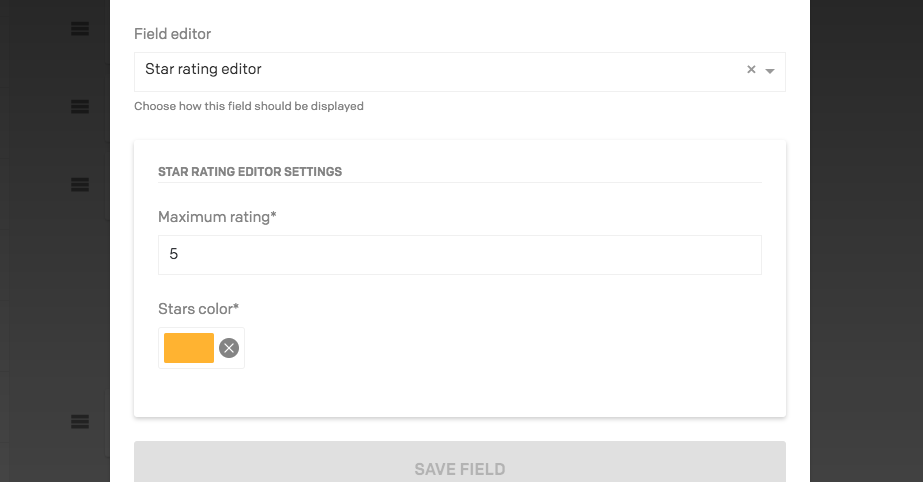 Field editor
Star rating editor
Choose how this field should be displayed
STAR RATING EDITOR SETTINGS
Maximum rating*
5
Stars color*
SAVE FIELD